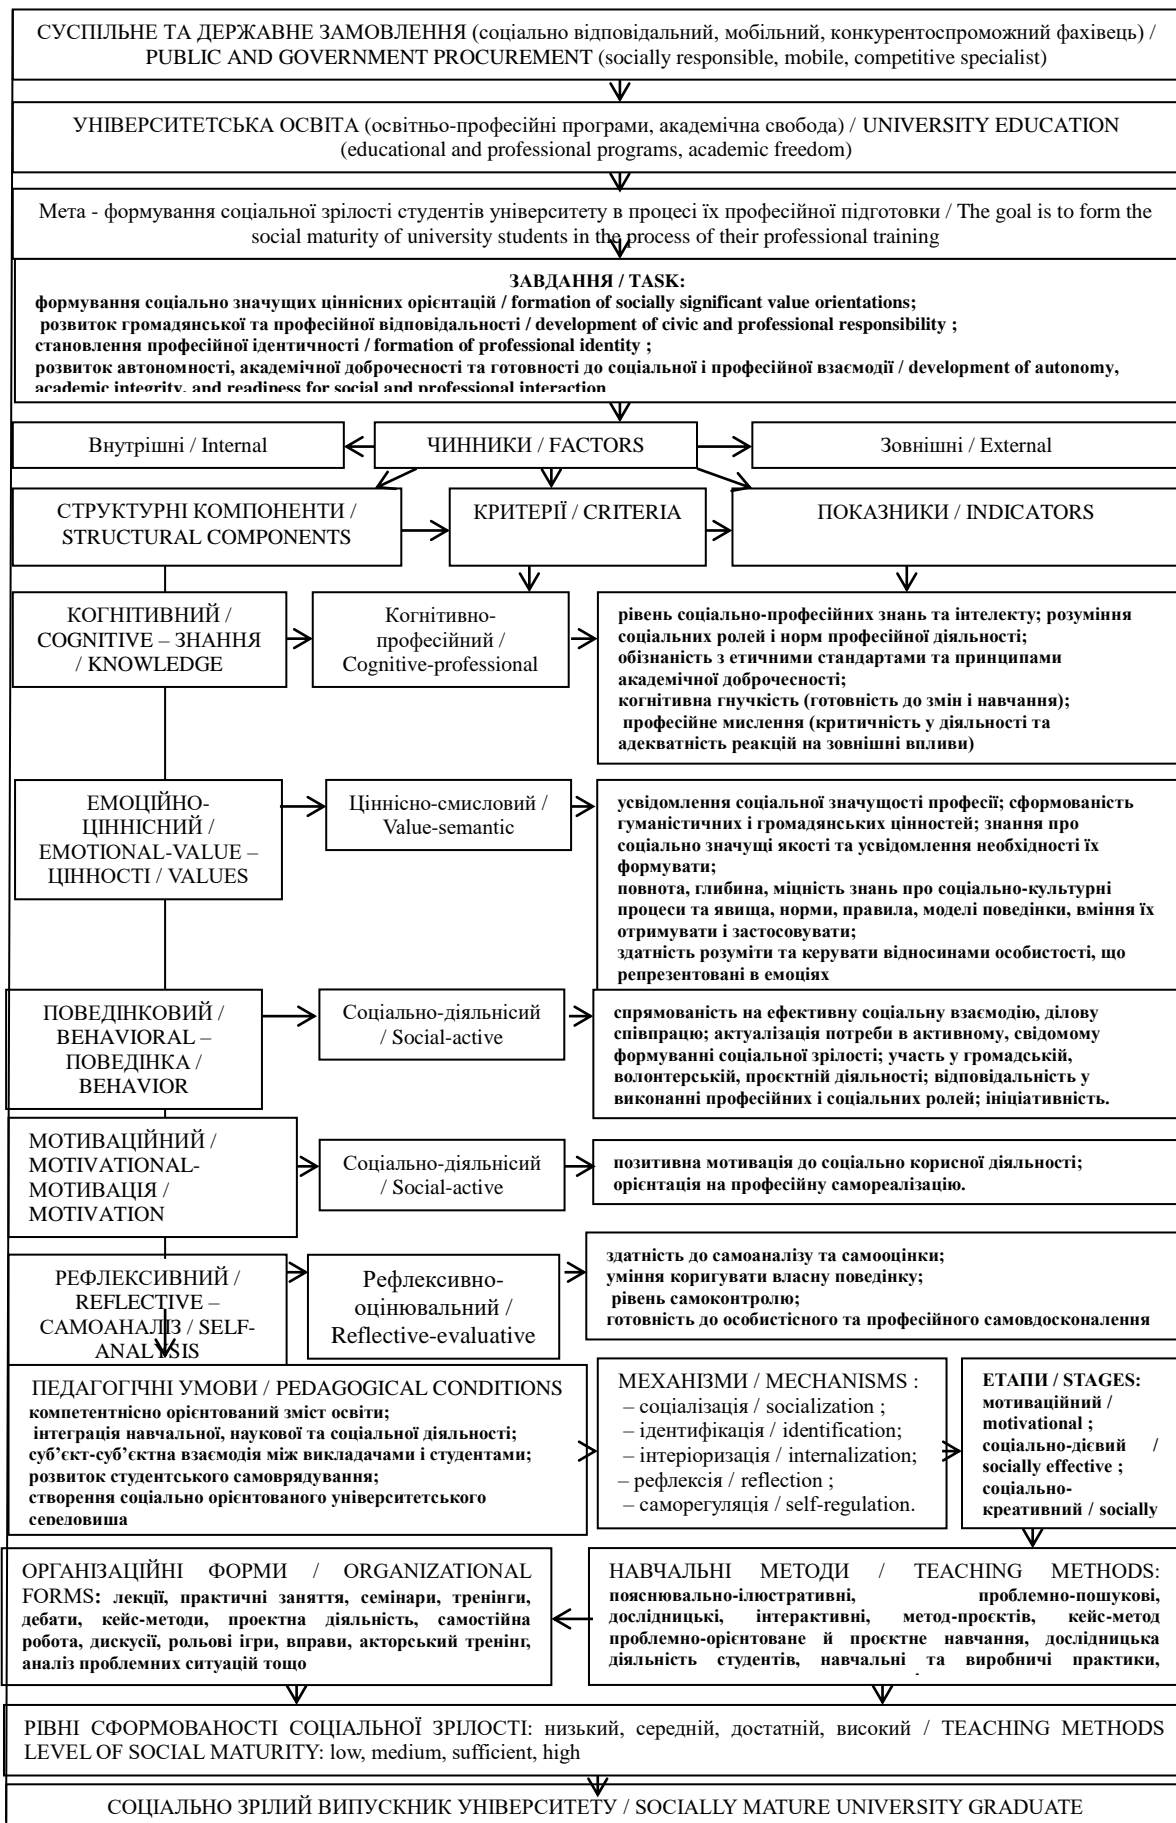 СУСПІЛЬНЕ ТА ДЕРЖАВНЕ ЗАМОВЛЕННЯ (соціально відповідальний, мобільний, конкурентоспроможний фахівець) /
PUBLIC AND GOVERNMENT PROCUREMENT (socially responsible, mobile, competitive specialist)
УНІВЕРСИТЕТСЬКА ОСВІТА (освітньо-професійні програми, академічна свобода) / UNIVERSITY EDUCATION
(educational and professional programs, academic freedom)
Мета - формування соціальної зрілості студентів університету в процесі їх професійної підготовки / The goal is to form the
social maturity of university students in the process of their professional training
ЗАВДАННЯ / TASK:
формування соціально значущих ціннісних орієнтацій / formation of socially significant value orientations;
розвиток громадянської та професійної відповідальності / development of civic and professional responsibility ;
становлення професійної ідентичності / formation of professional identity ;
розвиток автономності, академічної доброчесності та готовності до соціальної і професійної взаємодії / development of autonomy,
academic integrity, and readiness for social and professional interaction
Внутрішні / Internal
ЧИННИКИ / FACTORS
Зовнішні / External
СТРУКТУРНІ КОМПОНЕНТИ /
STRUCTURAL COMPONENTS
КРИТЕРІЇ / CRITERIA
ПОКАЗНИКИ / INDICATORS
КОГНІТИВНИЙ /
COGNITIVE – ЗНАННЯ
/ KNOWLEDGE
Когнітивно-
професійний /
Cognitive-professional
рівень соціально-професійних знань та інтелекту; розуміння
соціальних ролей і норм професійної діяльності;
обізнаність з етичними стандартами та принципами
академічної доброчесності;
когнітивна гнучкість (готовність до змін і навчання);
професійне мислення (критичність у діяльності та
адекватність реакцій на зовнішні впливи)
ЕМОЦІЙНО-
ЦІННІСНИЙ /
EMOTIONAL-VALUE –
ЦІННОСТІ / VALUES
Ціннісно-смисловий /
Value-semantic
усвідомлення соціальної значущості професії; сформованість
гуманістичних і громадянських цінностей; знання про
соціально значущі якості та усвідомлення необхідності їх
формувати;
повнота, глибина, міцність знань про соціально-культурні
процеси та явища, норми, правила, моделі поведінки, вміння їх
отримувати і застосовувати;
здатність розуміти та керувати відносинами особистості, що
репрезентовані в емоціях
ПОВЕДІНКОВИЙ /
BEHAVIORAL –
ПОВЕДІНКА /
BEHAVIOR
Соціально-діяльнісий
/ Social-active
спрямованість на ефективну соціальну взаємодію, ділову
співпрацю; актуалізація потреби в активному, свідомому
формуванні соціальної зрілості; участь у громадській,
волонтерській, проєктній діяльності; відповідальність у
виконанні професійних і соціальних ролей; ініціативність.
МОТИВАЦІЙНИЙ /
MOTIVATIONAL-
МОТИВАЦІЯ /
MOTIVATION
Соціально-діяльнісий
/ Social-active
позитивна мотивація до соціально корисної діяльності;
орієнтація на професійну самореалізацію.
РЕФЛЕКСИВНИЙ /
REFLECTIVE –
САМОАНАЛІЗ / SELF-
ANALYSIS
Рефлексивно-
оцінювальний /
Reflective-evaluative
здатність до самоаналізу та самооцінки;
уміння коригувати власну поведінку;
рівень самоконтролю;
готовність до особистісного та професійного самовдосконалення
ПЕДАГОГІЧНІ УМОВИ / PEDAGOGICAL CONDITIONS
компетентнісно орієнтований зміст освіти;
інтеграція навчальної, наукової та соціальної діяльності;
суб’єкт-суб’єктна взаємодія між викладачами і студентами;
розвиток студентського самоврядування;
створення соціально орієнтованого університетського
середовища
МЕХАНІЗМИ / MECHANISMS :
– соціалізація / socialization ;
– ідентифікація / identification;
– інтеріоризація / internalization;
– рефлексія / reflection ;
– саморегуляція / self-regulation.
ЕТАПИ / STAGES:
мотиваційний /
motivational ;
соціально-дієвий /
socially effective ;
соціально-
креативний / socially
ОРГАНІЗАЦІЙНІ ФОРМИ / ORGANIZATIONAL
FORMS: лекції, практичні заняття, семінари, тренінги,
дебати, кейс-методи, проектна діяльність, самостійна
робота, дискусії, рольові ігри, вправи, акторський тренінг,
аналіз проблемних ситуацій тощо
НАВЧАЛЬНІ МЕТОДИ / TEACHING METHODS:
пояснювально-ілюстративні, проблемно-пошукові,
дослідницькі, інтерактивні, метод-проєктів, кейс-метод
проблемно-орієнтоване й проєктне навчання, дослідницька
діяльність студентів, навчальні та виробничі практики,
РІВНІ СФОРМОВАНОСТІ СОЦІАЛЬНОЇ ЗРІЛОСТІ: низький, середній, достатній, високий / TEACHING METHODS
LEVEL OF SOCIAL MATURITY: low, medium, sufficient, high
СОЦІАЛЬНО ЗРІЛИЙ ВИПУСКНИК УНІВЕРСИТЕТУ / SOCIALLY MATURE UNIVERSITY GRADUATE